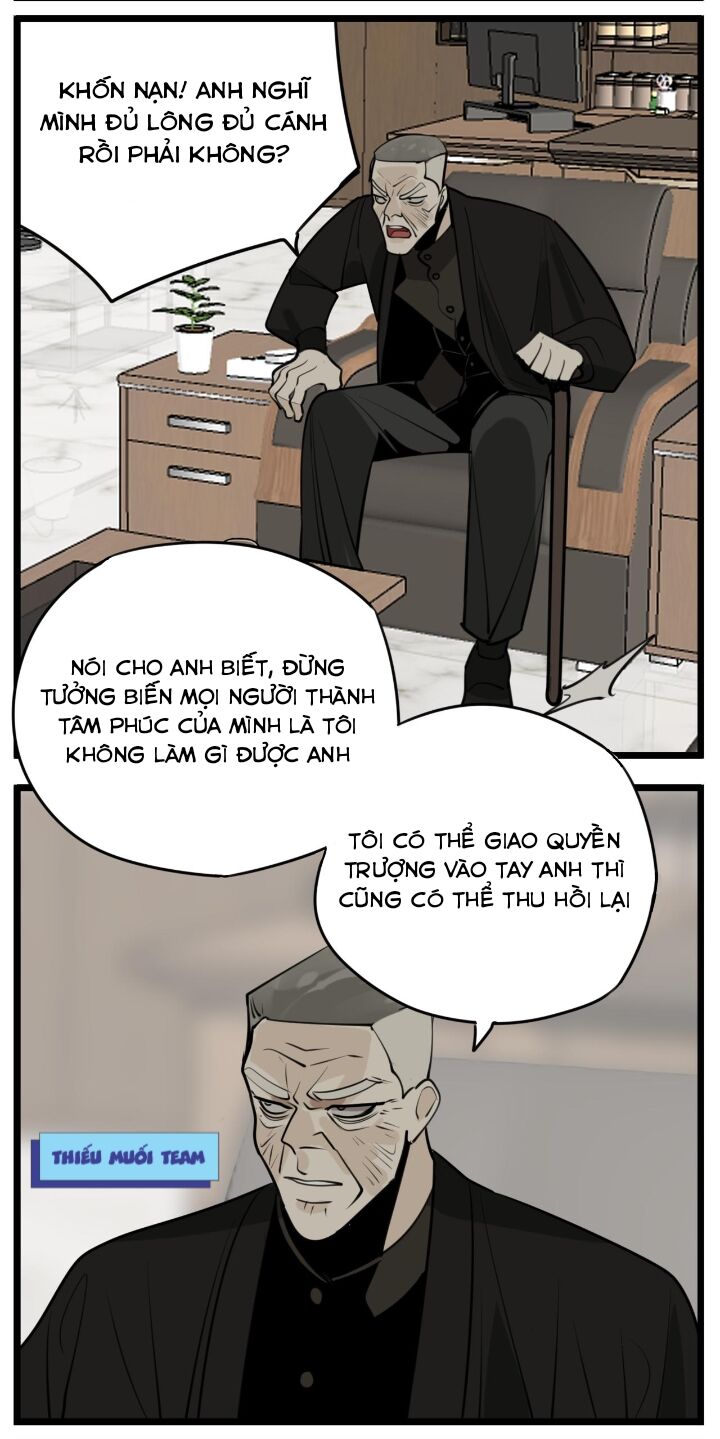 KHỐN NẠN! ANH NGHĨ
MÌNH ĐỦ LÔNG ĐỦ CÁNH
RỒI PHẢI KHÔNG?
NÓI CHO ANH BIẾT, ĐỪNG
TƯỞNG BIẾN MỌI NGƯỜI THÀNH
TÂM PHÚC CỦA MÌNH LÀ TÔI
KHÔNG LÀM GÌ ĐƯỢC ANH
TÔI CÓ THỂ GIAO QUYỀN
TRƯỢNG VÀO TAY ANH THÌ
CŨNG CÓ THỂ THU HỒI LẠI
THIẾU MUỐI TEAM